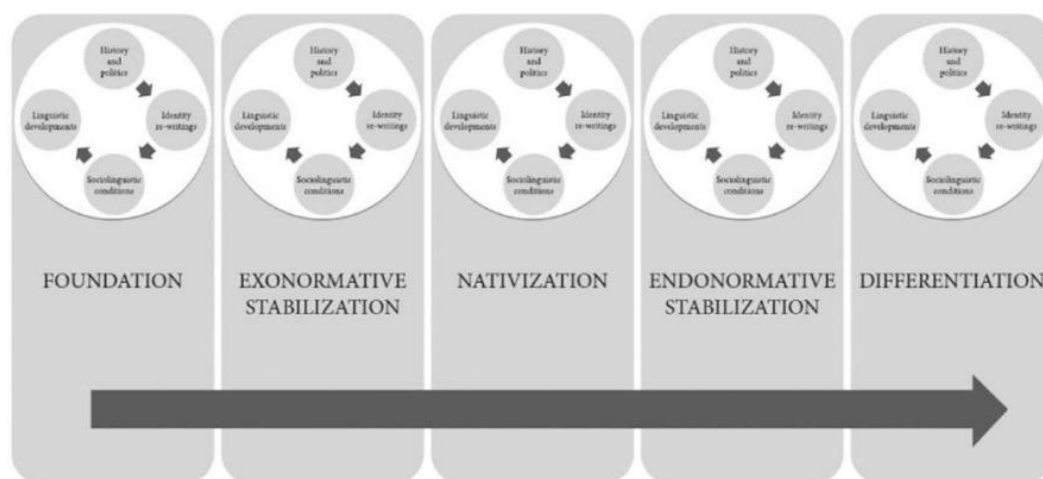 History
and
politics
Linguistic
developments
Identity
re-writings
Sociolinguistic
conditions
FOUNDATION
History
and
politics
Linguistic
developments
Identity
re-writings
Sociolinguistic
conditions
EXONORMATIVE
STABILIZATION
History
and
politics
Linguistic
developments
Identity
re-writings
Sociolinguistic
conditions
NATIVIZATION
History
and
politics
Linguistic
developments
Identity
re-writings
Sociolinguistic
conditions
ENDONORMATIVE
STABILIZATION
History
and
politics
Linguistic
developments
Identity
re-writings
Sociolinguistic
conditions
DIFFERENTIATION